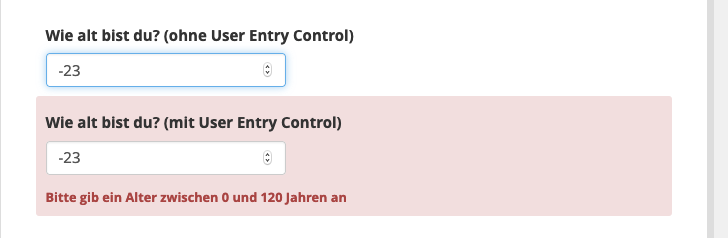 Wie alt bist du? (ohne User Entry Control)
-23
Wie alt bist du? (mit User Entry Control)
-23
Bitte gib ein Alter zwischen 0 und 120 Jahren an